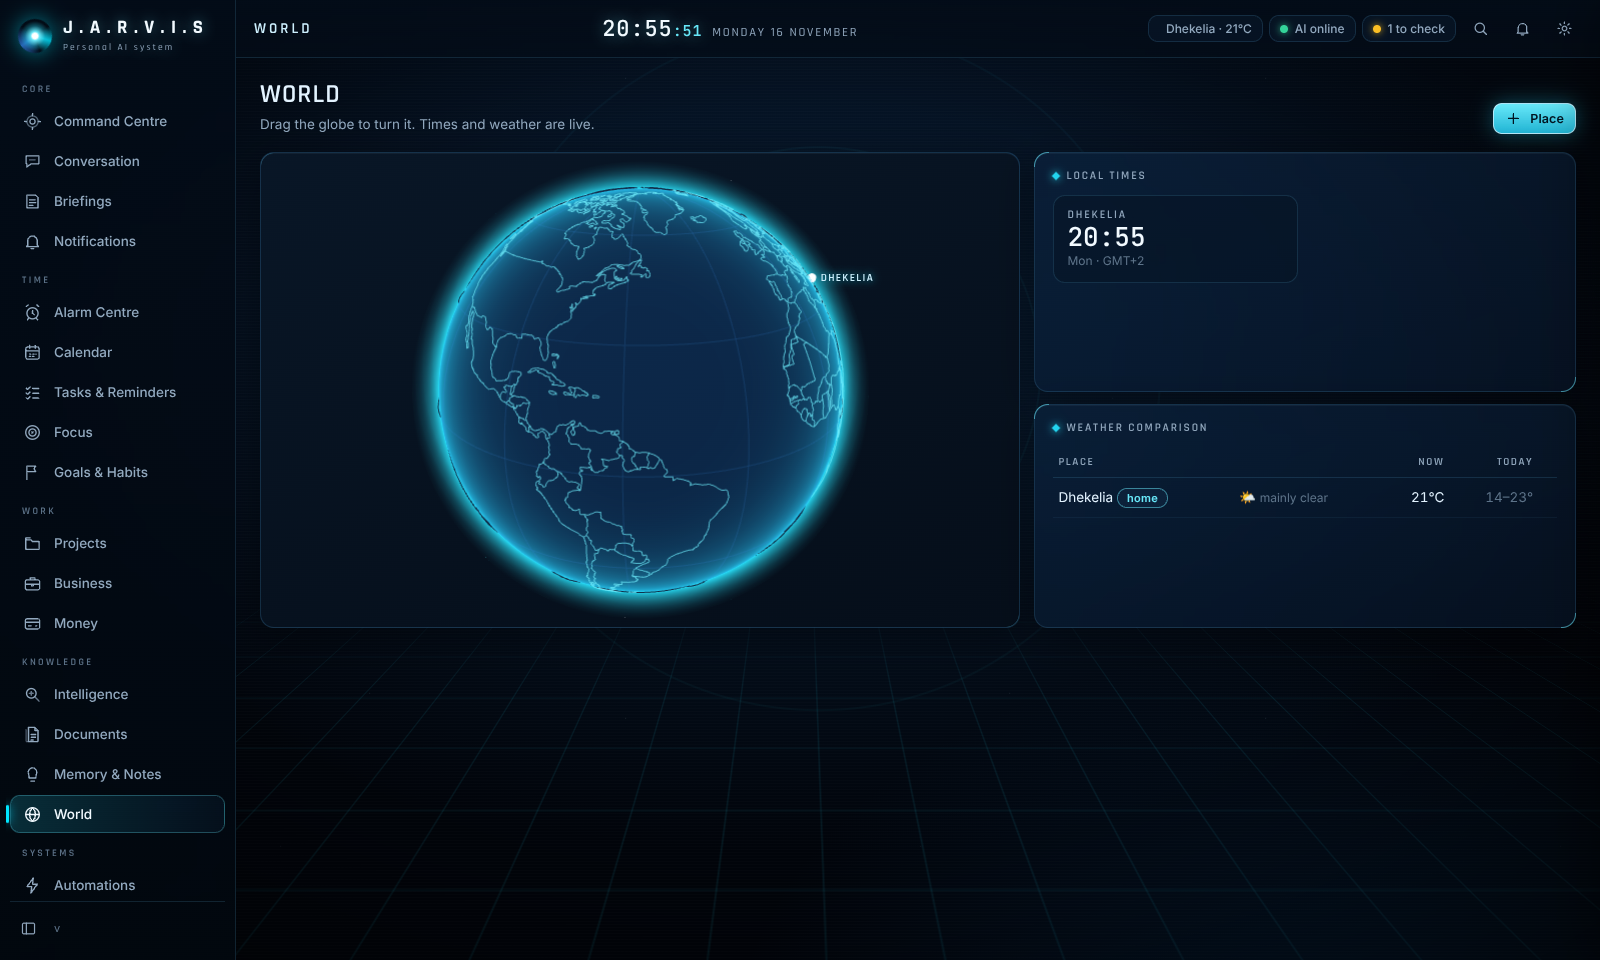 J.A.R.V.I.S
Personal AI system
CORE
Command Centre
Conversation
Briefings
Notifications
TIME
Alarm Centre
Calendar
Tasks & Reminders
Focus
Goals & Habits
WORK
Projects
Business
Money
KNOWLEDGE
Intelligence
Documents
Memory & Notes
World
SYSTEMS
Automations
v
WORLD
20:55:51 MONDAY 16 NOVEMBER
Dhekelia · 21°C
AI online
1 to check
WORLD
Drag the globe to turn it. Times and weather are live.
+ Place
DHEKELIA
LOCAL TIMES
DHEKELIA
20:55
Mon · GMT+2
WEATHER COMPARISON
PLACE NOW TODAY
Dhekelia home mainly clear 21°C 14–23°